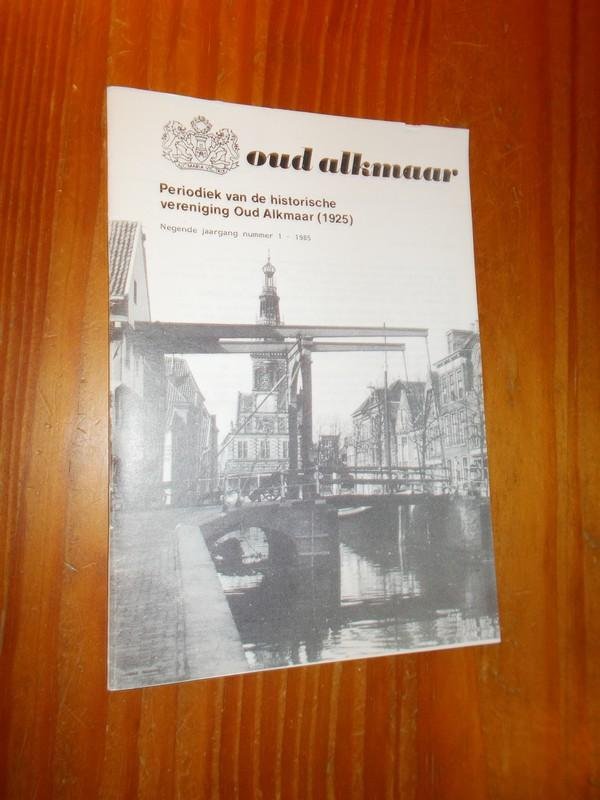 oud alkmaar
Periodiek van de historische
vereniging Oud Alkmaar (1925)
Negende jaargang nummer 1 - 1985